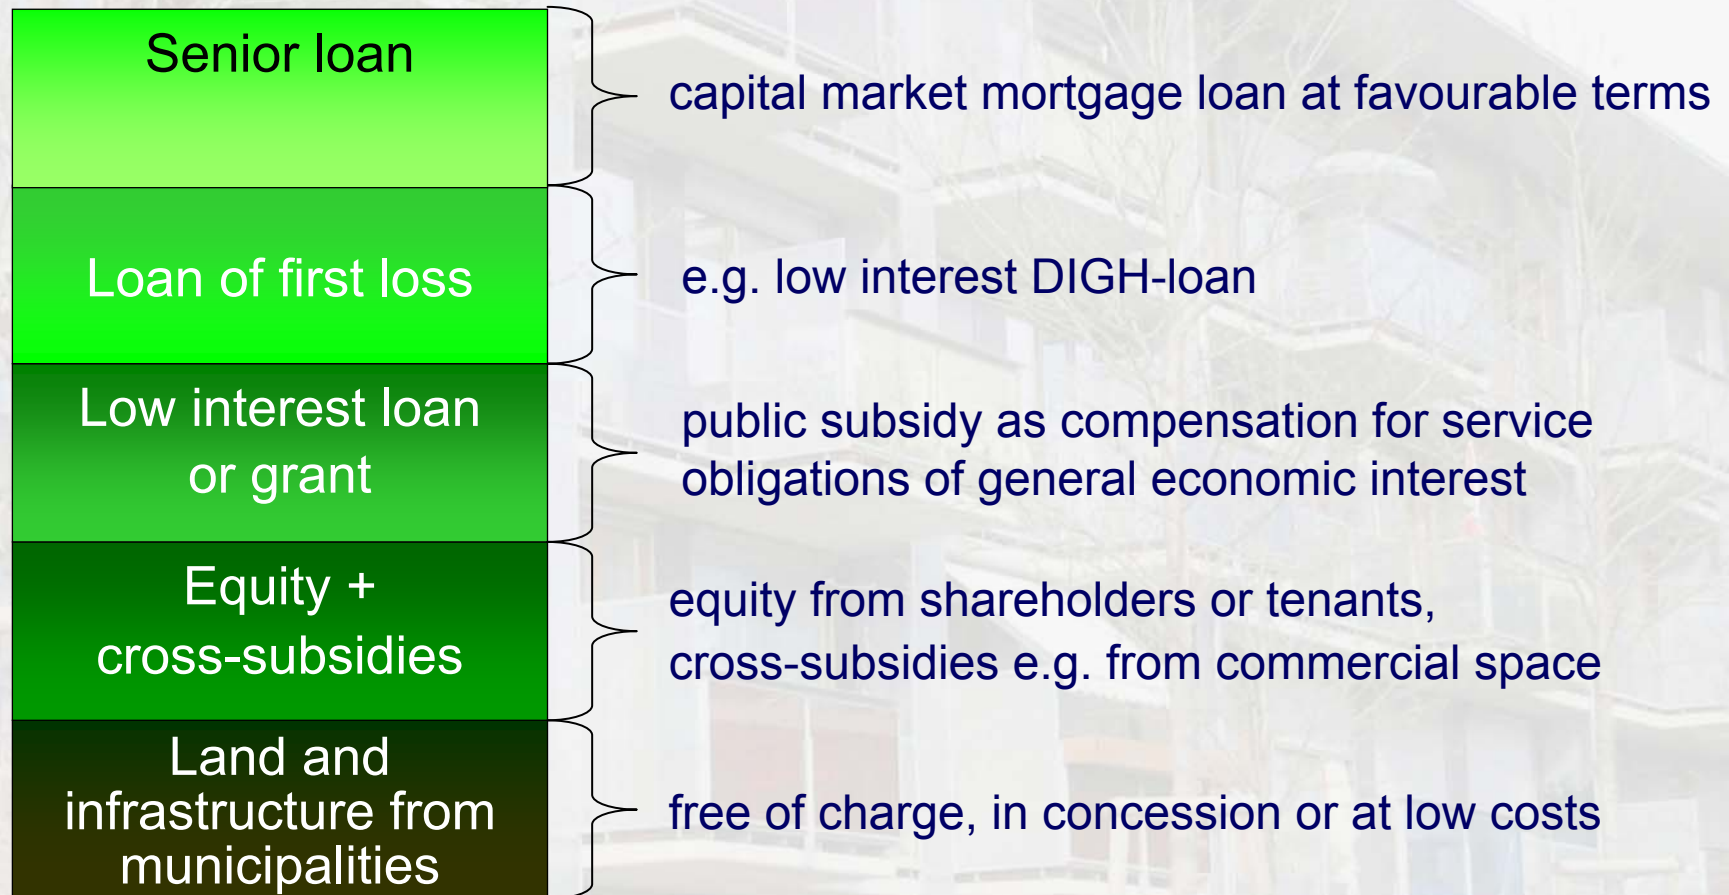 Senior loan
capital market mortgage loan at favourable terms
Loan of first loss
e.g. low interest DIGH-loan
Low interest loan
or grant
public subsidy as compensation for service
obligations of general economic interest
Equity +
cross-subsidies
equity from shareholders or tenants,
cross-subsidies e.g. from commercial space
Land and
infrastructure from
municipalities
free of charge, in concession or at low costs